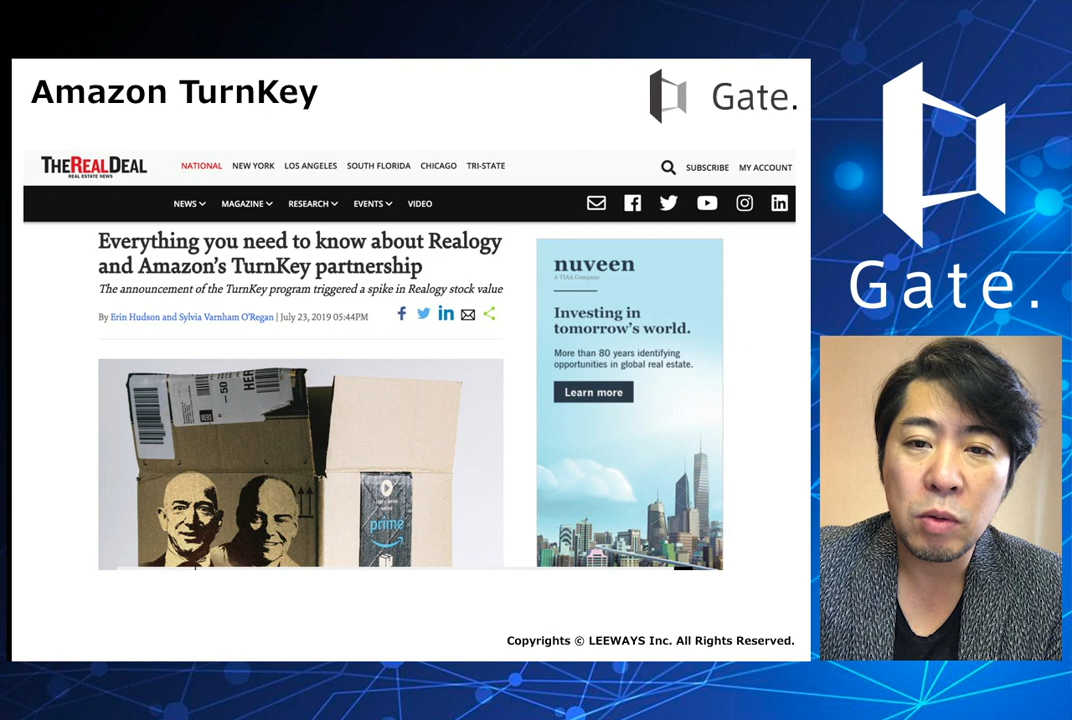 Amazon TurnKey
Gate.
THEREALDEAL
REAL ESTATE NEWS
NATIONAL NEW YORK LOS ANGELES SOUTH FLORIDA CHICAGO TRI-STATE
SUBSCRIBE MY ACCOUNT
NEWS MAGAZINE RESEARCH EVENTS VIDEO
Everything you need to know about Realogy
and Amazon's TurnKey partnership
The announcement of the TurnKey program triggered a spike in Realogy stock value
By Erin Hudson and Sylvia Varnham O'Regan | July 23, 2019 05:44PM
50
HER
prime
nuveen
A TIAA Company
Investing in
tomorrow's world.
More than 80 years identifying
opportunities in global real estate.
Learn more
Copyrights © LEEWAYS Inc. All Rights Reserved.
Gate.